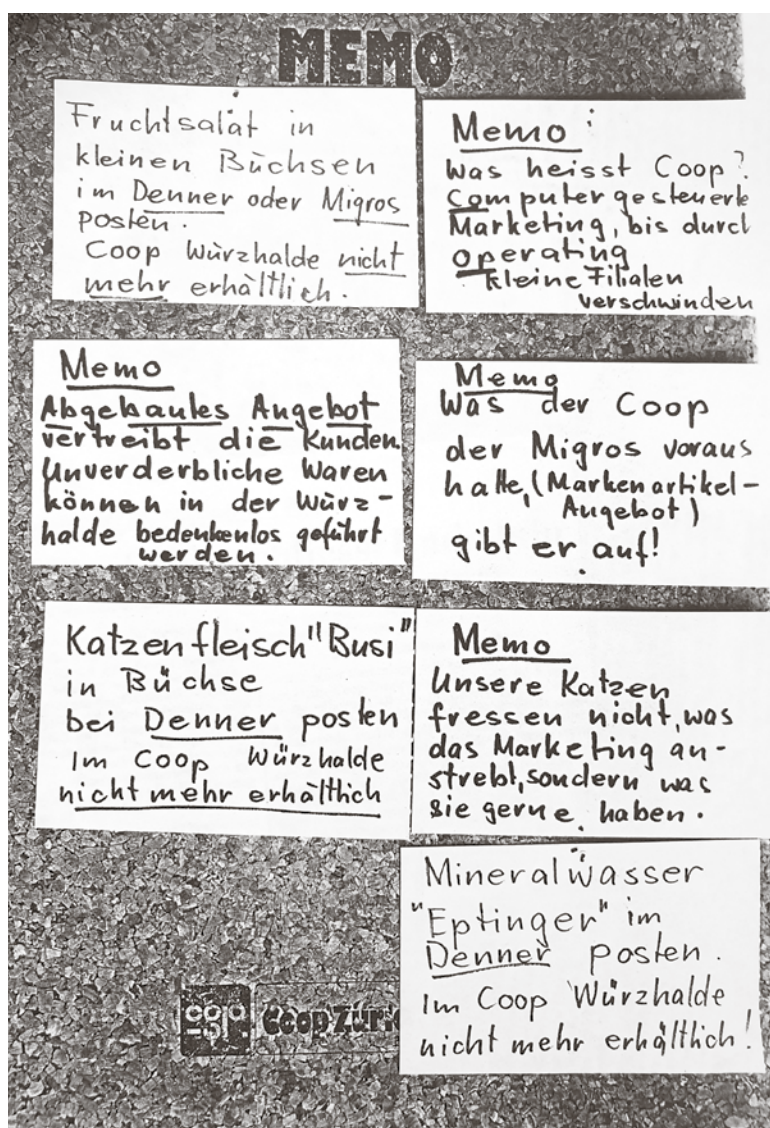 MEMO
Fruchtsalat in
kleinen Büchsen
im Denner oder Migros
posten.
Coop Würzhalde nicht
mehr erhältlich.
Memo:
Was heisst Coop?
Computergesteuerte
Marketing, bis durch
operating
kleine Filialen
verschwinden
Memo
Abgebautes Angebot
vertreibt die Kunden.
Unverderbliche Waren
können in der Würz-
halde bedenkenlos geführt
werden.
Memo
Was der Coop
der Migros voraus
hatte, (Markenartikel-
Angebot)
gibt er auf!
Katzenfleisch "Busi"
in Büchse
bei Denner posten
Im Coop Würzhalde
nicht mehr erhältlich
Memo
Unsere Katzen
fressen nicht, was
das Marketing an-
strebt, sondern was
sie gerne haben.
Mineralwasser
"Eptinger" im
Denner posten.
Im Coop Würzhalde
nicht mehr erhältlich!
coop Coop Züri